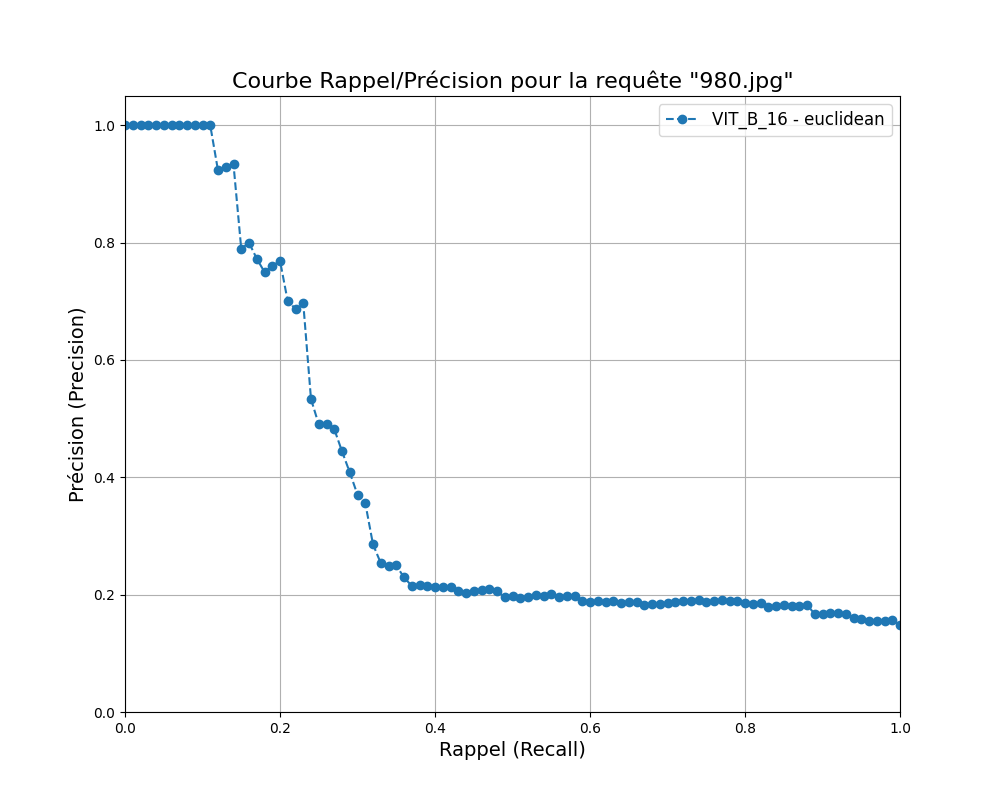 Courbe Rappel/Précision pour la requête "980.jpg"
VIT_B_16 - euclidean
1.0
0.8
0.6
0.4
0.2
0.0
Précision (Precision)
0.0 0.2 0.4 0.6 0.8 1.0
Rappel (Recall)